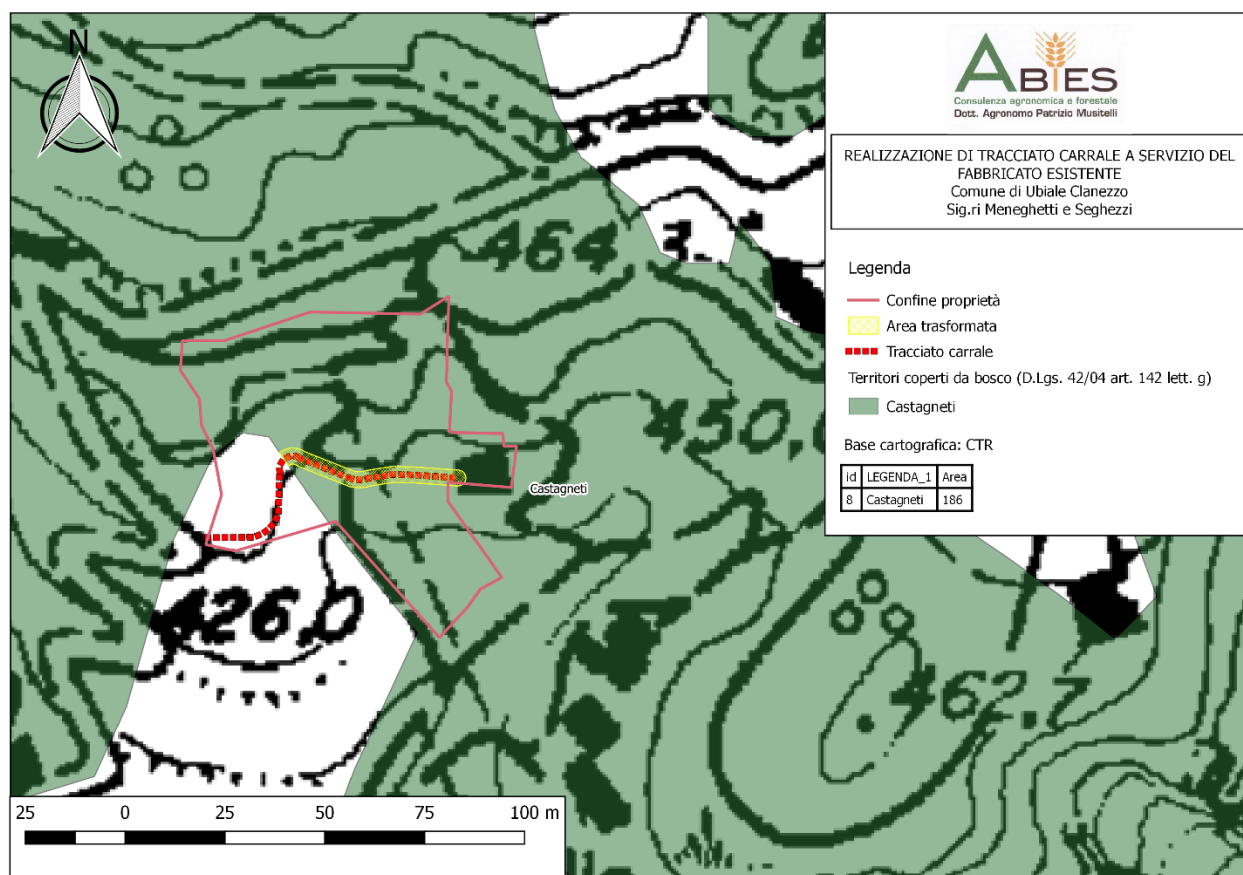 N
ABIES
Consulenza agronomica e forestale
Dott. Agronomo Patrizio Musitelli
REALIZZAZIONE DI TRACCIATO CARRALE A SERVIZIO DEL
FABBRICATO ESISTENTE
Comune di Ubiale Clanezzo
Sig.ri Meneghetti e Seghezzi
Legenda
Confine proprietà
Area trasformata
Tracciato carrale
Territori coperti da bosco (D.Lgs. 42/04 art. 142 lett. g)
Castagneti
Base cartografica: CTR
id LEGENDA_1 Area
8 Castagneti 186
464,3
450,0
Castagneti
426,0
462,7
25 0 25 50 75 100 m